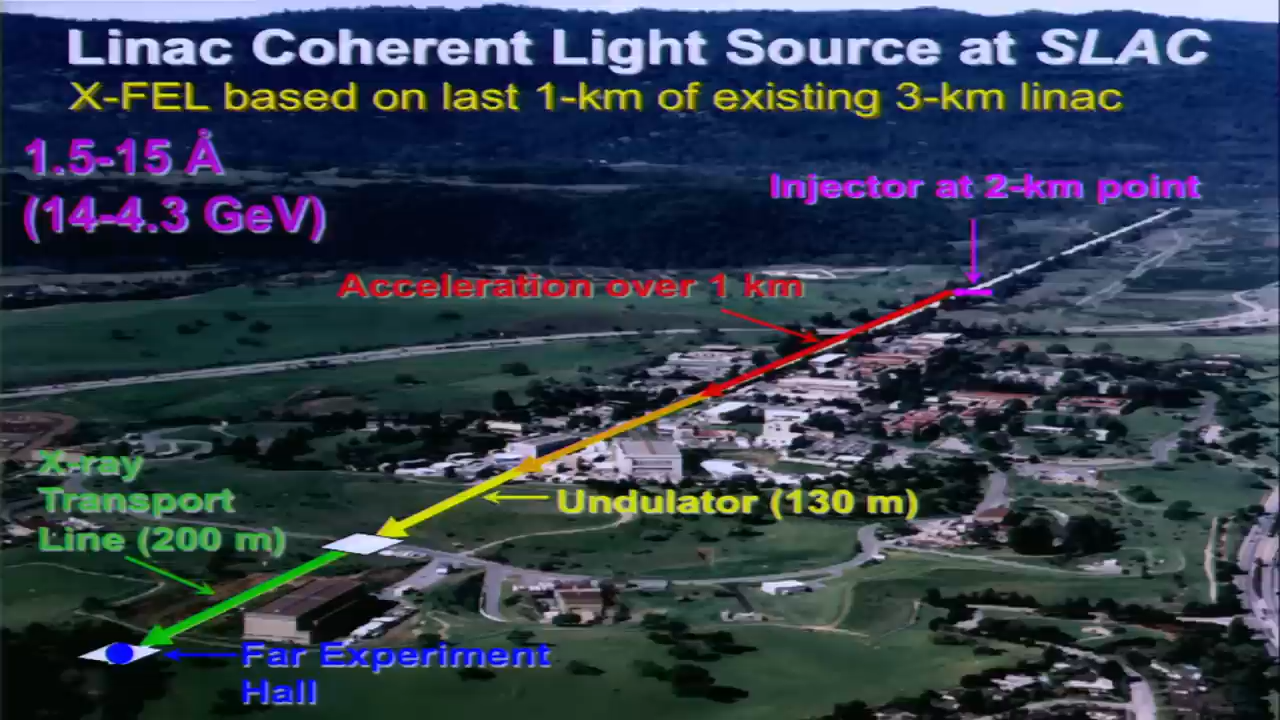 Linac Coherent Light Source at SLAC
X-FEL based on last 1-km of existing 3-km linac
1.5-15 Å
(14-4.3 GeV)
Injector at 2-km point
Acceleration over 1 km
X-ray
Transport
Line (200 m)
Undulator (130 m)
Far Experiment
Hall